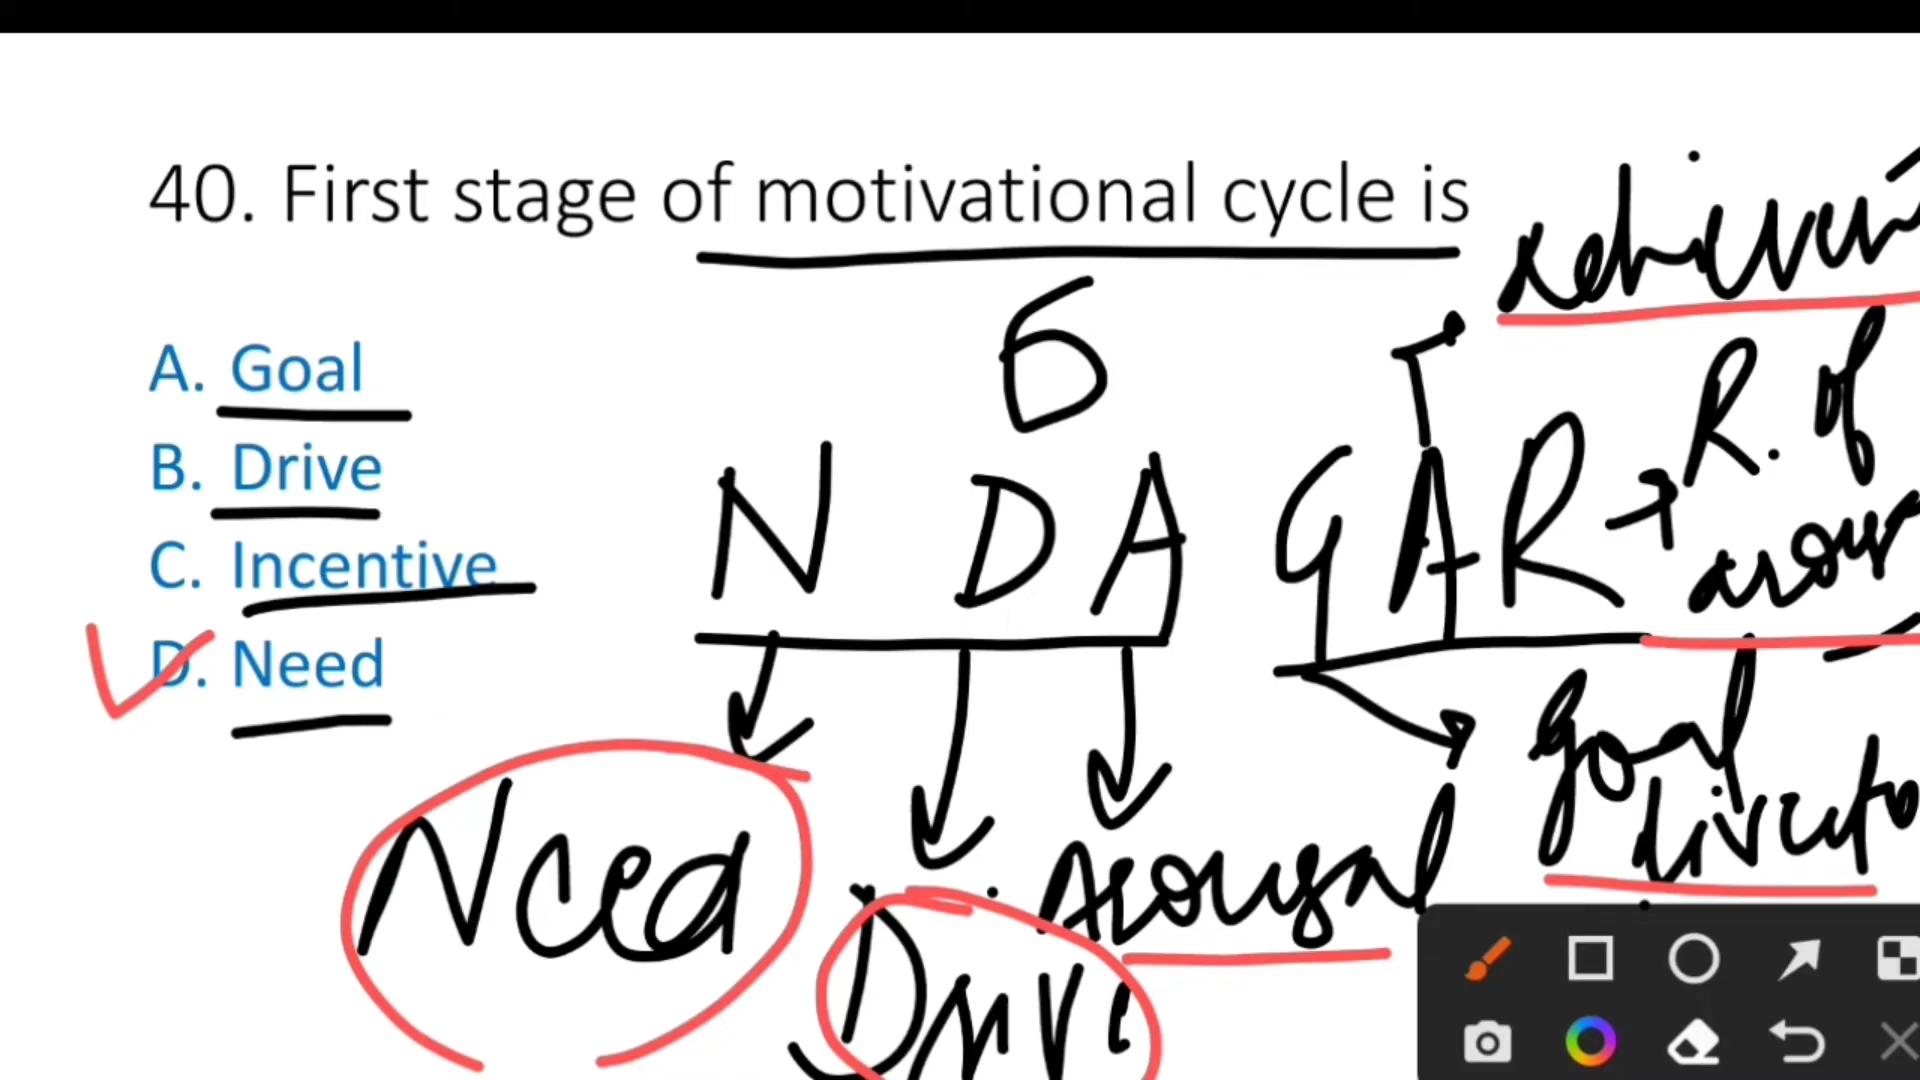 40. First stage of motivational cycle is
A. Goal
B. Drive
C. Incentive
D. Need
6
N D A G A R
R. of
Need
Arousal
Goal
Drive